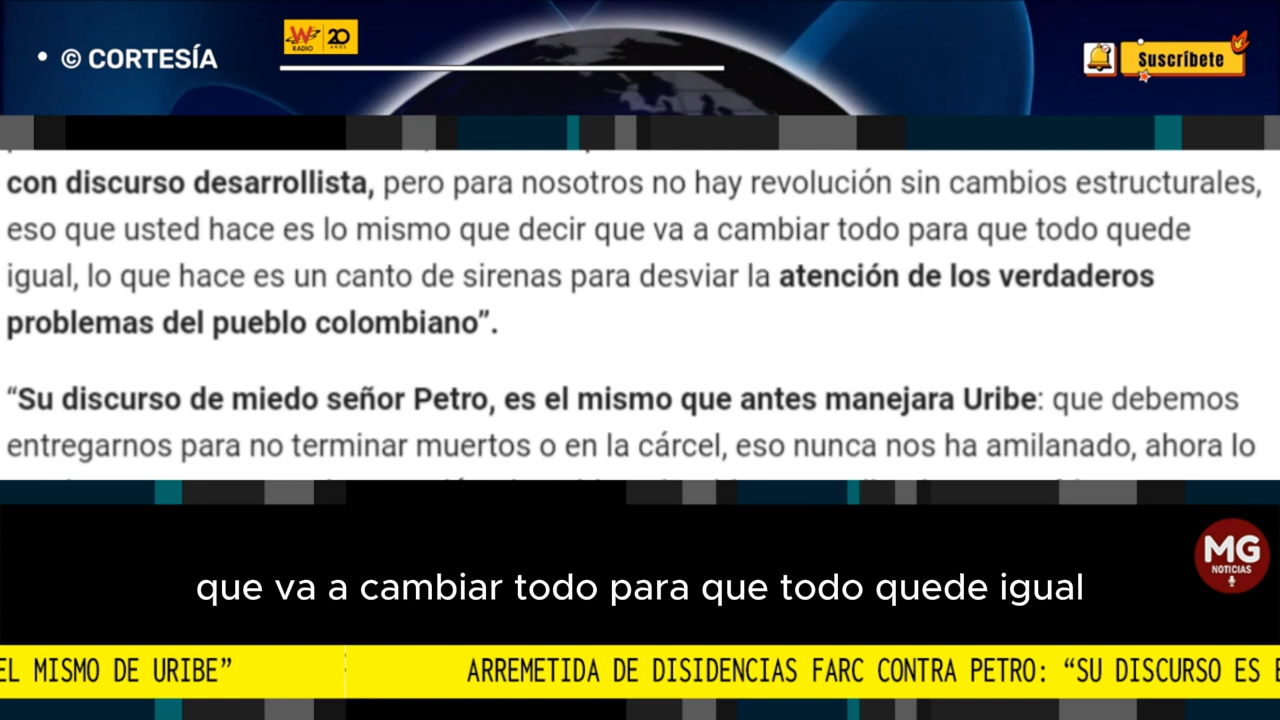 • © CORTESÍA
W RADIO 20 AÑOS
Suscríbete
con discurso desarrollista, pero para nosotros no hay revolución sin cambios estructurales,
eso que usted hace es lo mismo que decir que va a cambiar todo para que todo quede
igual, lo que hace es un canto de sirenas para desviar la atención de los verdaderos
problemas del pueblo colombiano”.
“Su discurso de miedo señor Petro, es el mismo que antes manejara Uribe: que debemos
entregarnos para no terminar muertos o en la cárcel, eso nunca nos ha amilanado, ahora lo
MG
NOTICIAS
que va a cambiar todo para que todo quede igual
EL MISMO DE URIBE” ARREMETIDA DE DISIDENCIAS FARC CONTRA PETRO: “SU DISCURSO ES